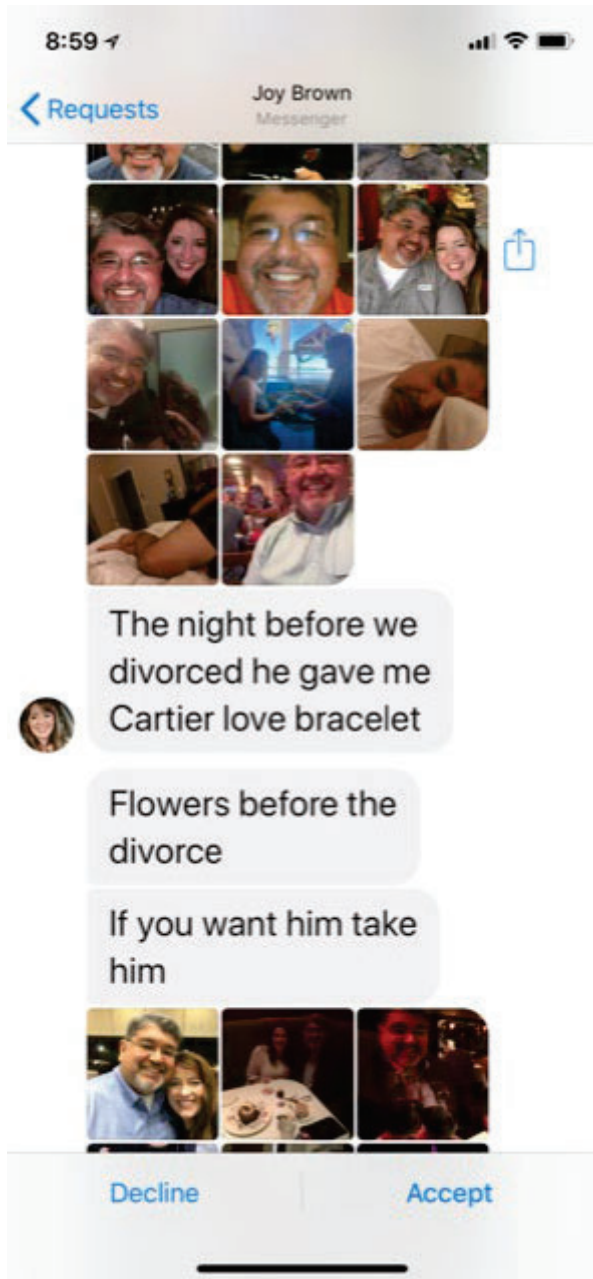 8:59
Requests
Joy Brown
Messenger
The night before we
divorced he gave me
Cartier love bracelet
Flowers before the
divorce
If you want him take
him
Decline
Accept